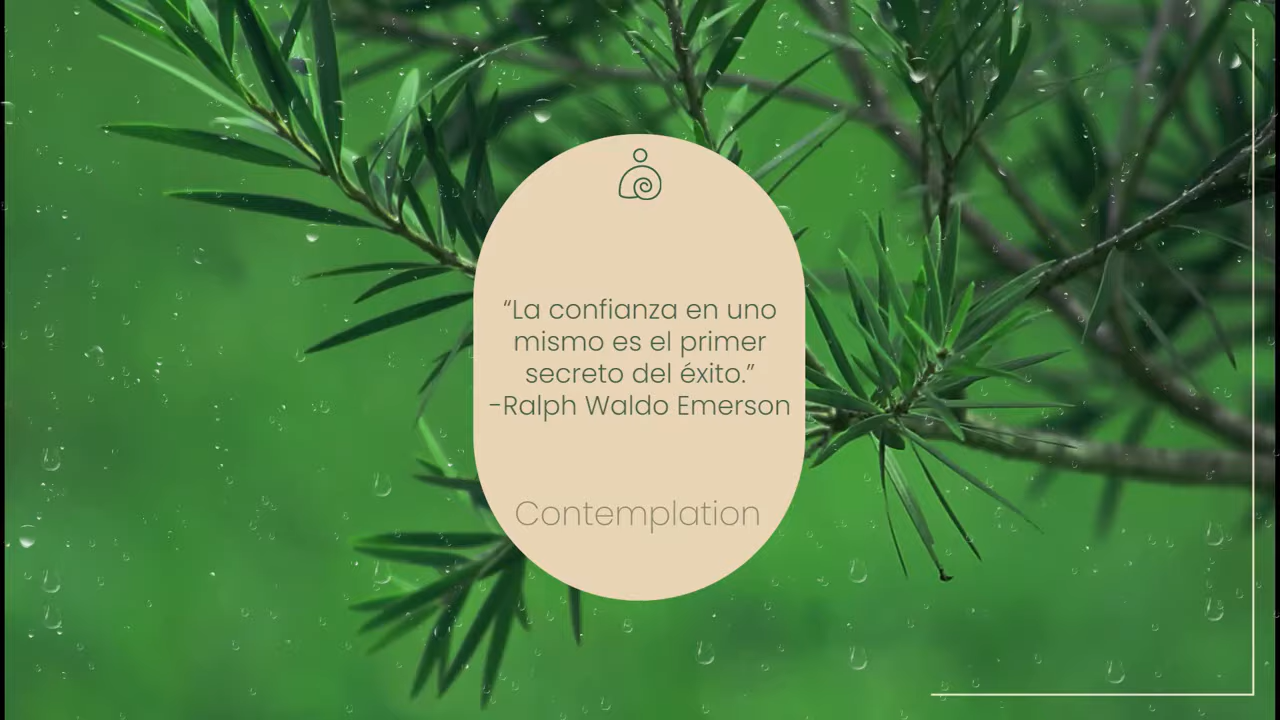 “La confianza en uno
mismo es el primer
secreto del éxito.”
-Ralph Waldo Emerson
Contemplation